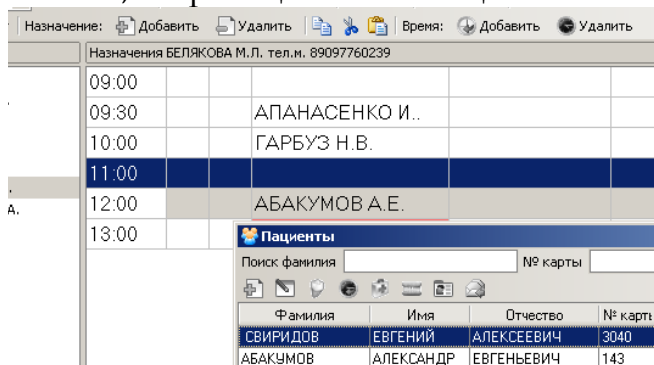 Назначение: Добавить Удалить Время: Добавить Удалить
Назначения БЕЛЯКОВА М.Л. тел.м. 89097760239
09:00
09:30 АПАНАСЕНКО И..
10:00 ГАРБУЗ Н.В.
11:00
А.
12:00 АБАКУМОВ А.Е.
13:00
Пациенты
Поиск фамилия № карты
Фамилия Имя Отчество № карты
СВИРИДОВ ЕВГЕНИЙ АЛЕКСЕЕВИЧ 3040
АБАКУМОВ АЛЕКСАНДР ЕВГЕНЬЕВИЧ 143